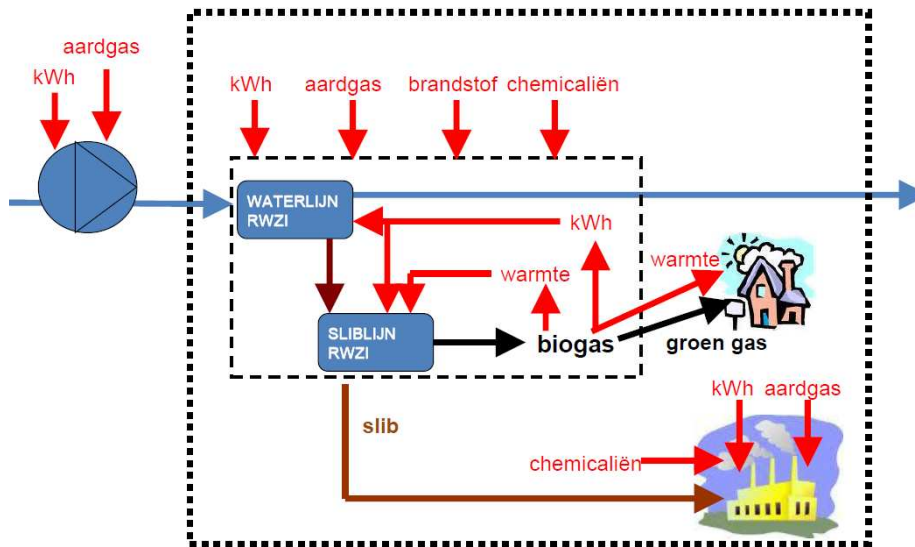 aardgas
kWh
kWh
aardgas
brandstof
chemicaliën
WATERLIJN
RWZI
kWh
warmte
warmte
SLIBLIJN
RWZI
biogas
groen gas
slib
kWh
aardgas
chemicaliën